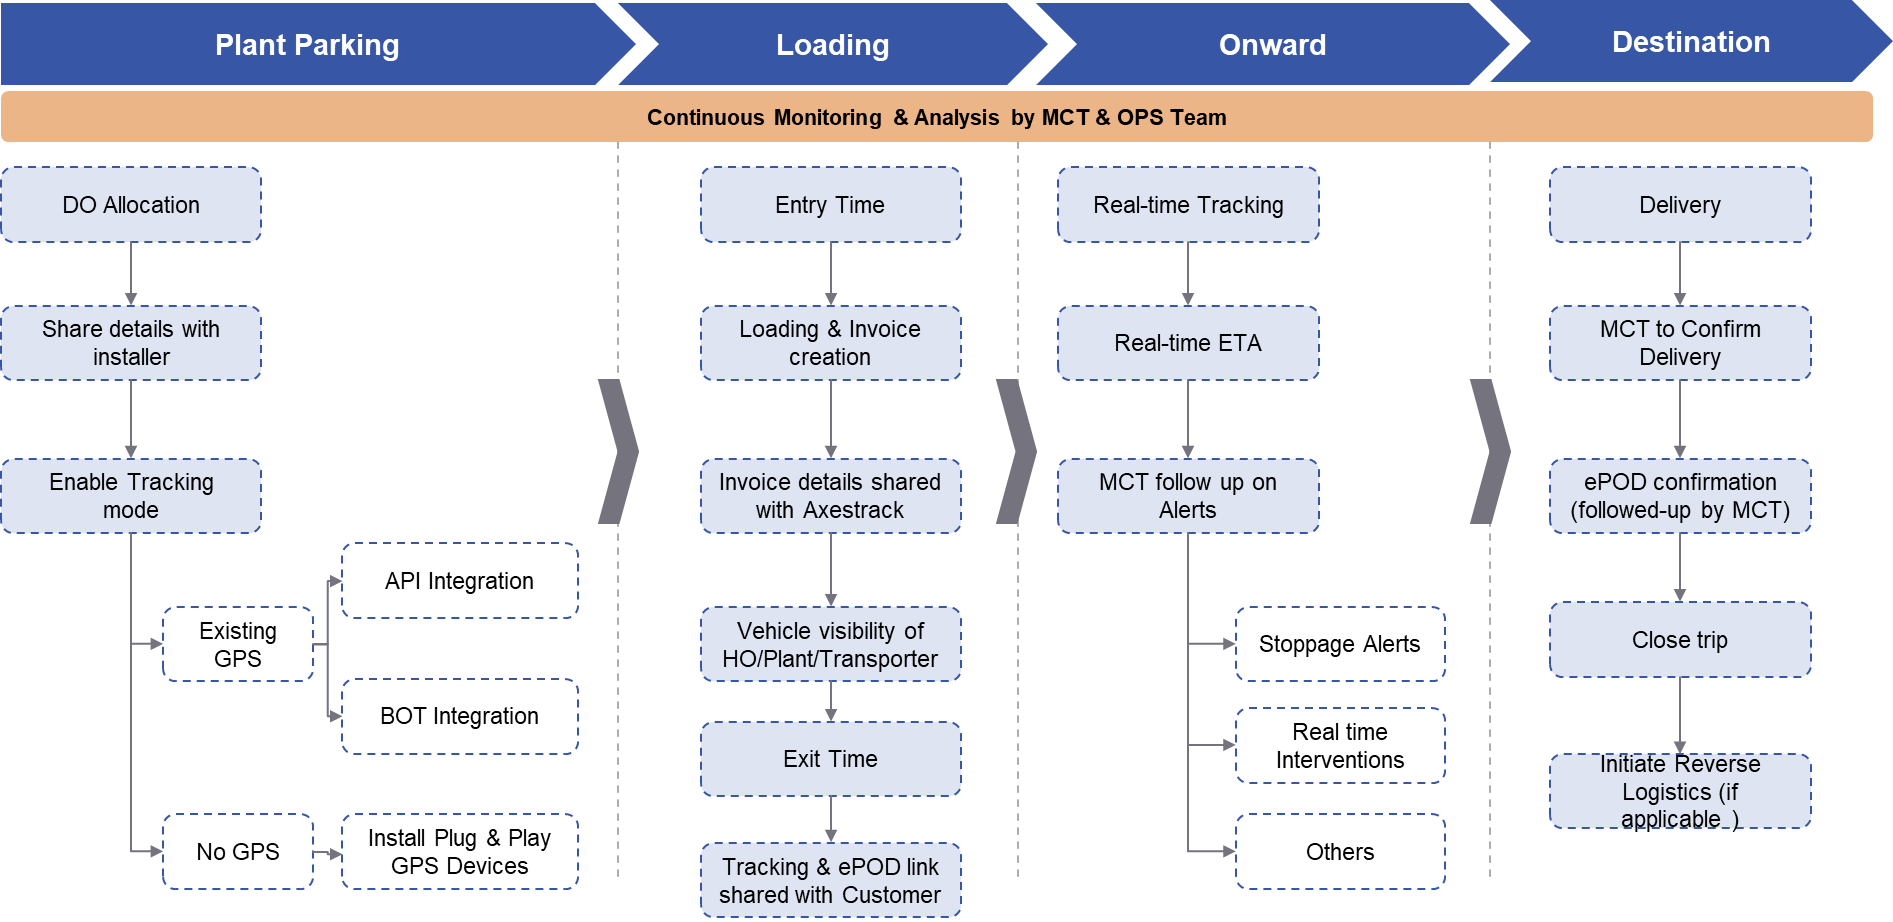 Plant Parking
Loading
Onward
Destination
Continuous Monitoring & Analysis by MCT & OPS Team
DO Allocation
Share details with
installer
Enable Tracking
mode
Existing
GPS
API Integration
BOT Integration
No GPS
Install Plug & Play
GPS Devices
Entry Time
Loading & Invoice
creation
Invoice details shared
with Axestrack
Vehicle visibility of
HO/Plant/Transporter
Exit Time
Tracking & ePOD link
shared with Customer
Real-time Tracking
Real-time ETA
MCT follow up on
Alerts
Stoppage Alerts
Real time
Interventions
Others
Delivery
MCT to Confirm
Delivery
ePOD confirmation
(followed-up by MCT)
Close trip
Initiate Reverse
Logistics (if
applicable )